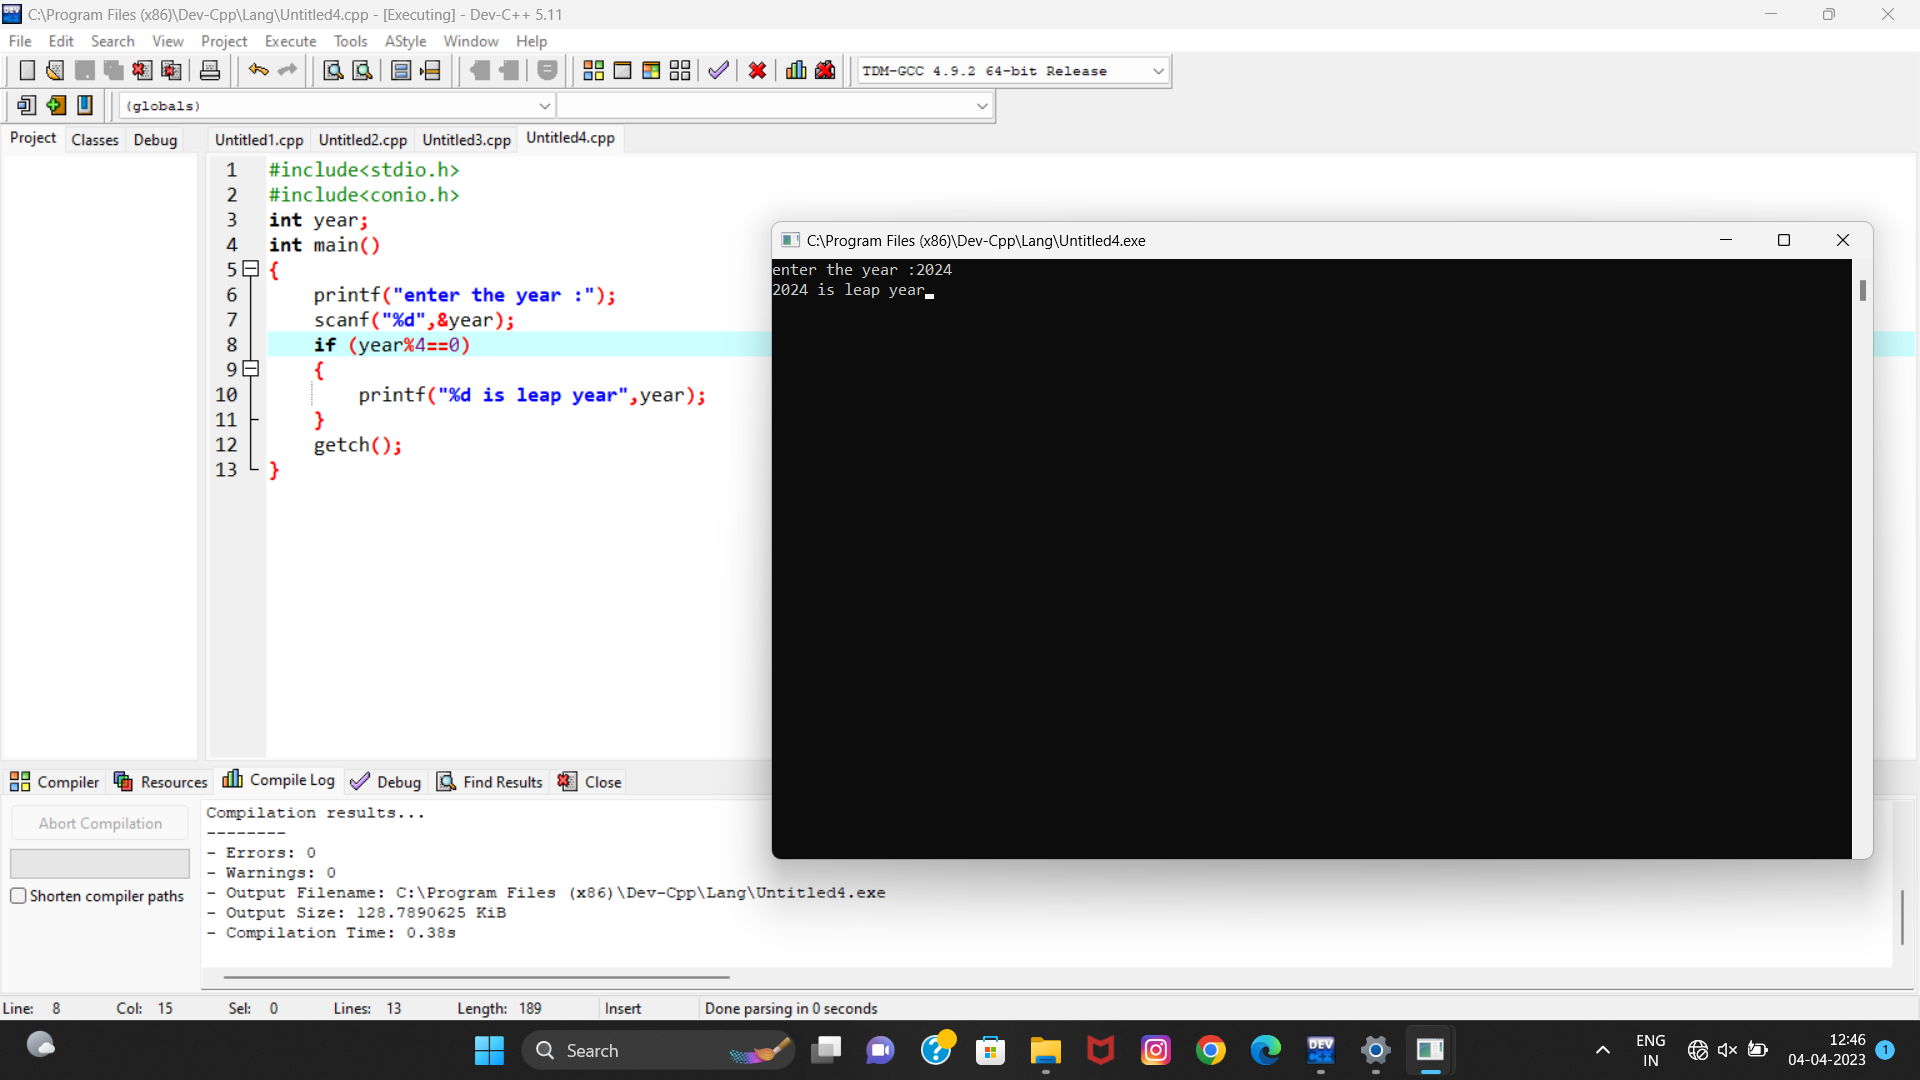 C:\Program Files (x86)\Dev-Cpp\Lang\Untitled4.cpp - [Executing] - Dev-C++ 5.11
File Edit Search View Project Execute Tools AStyle Window Help
TDM-GCC 4.9.2 64-bit Release
(globals)
Project Classes Debug
Untitled1.cpp Untitled2.cpp Untitled3.cpp Untitled4.cpp
1 #include<stdio.h>
2 #include<conio.h>
3 int year;
4 int main()
5 {
6 printf("enter the year :");
7 scanf("%d",&year);
8 if (year%4==0)
9 {
10 printf("%d is leap year",year);
11 }
12 getch();
13 }
C:\Program Files (x86)\Dev-Cpp\Lang\Untitled4.exe
enter the year :2024
2024 is leap year
Compiler Resources Compile Log Debug Find Results Close
Abort Compilation
Shorten compiler paths
Compilation results...
--------
- Errors: 0
- Warnings: 0
- Output Filename: C:\Program Files (x86)\Dev-Cpp\Lang\Untitled4.exe
- Output Size: 128.7890625 KiB
- Compilation Time: 0.38s
Line: 8 Col: 15 Sel: 0 Lines: 13 Length: 189 Insert Done parsing in 0 seconds
Search
DEV
ENG
IN
12:46
04-04-2023
1